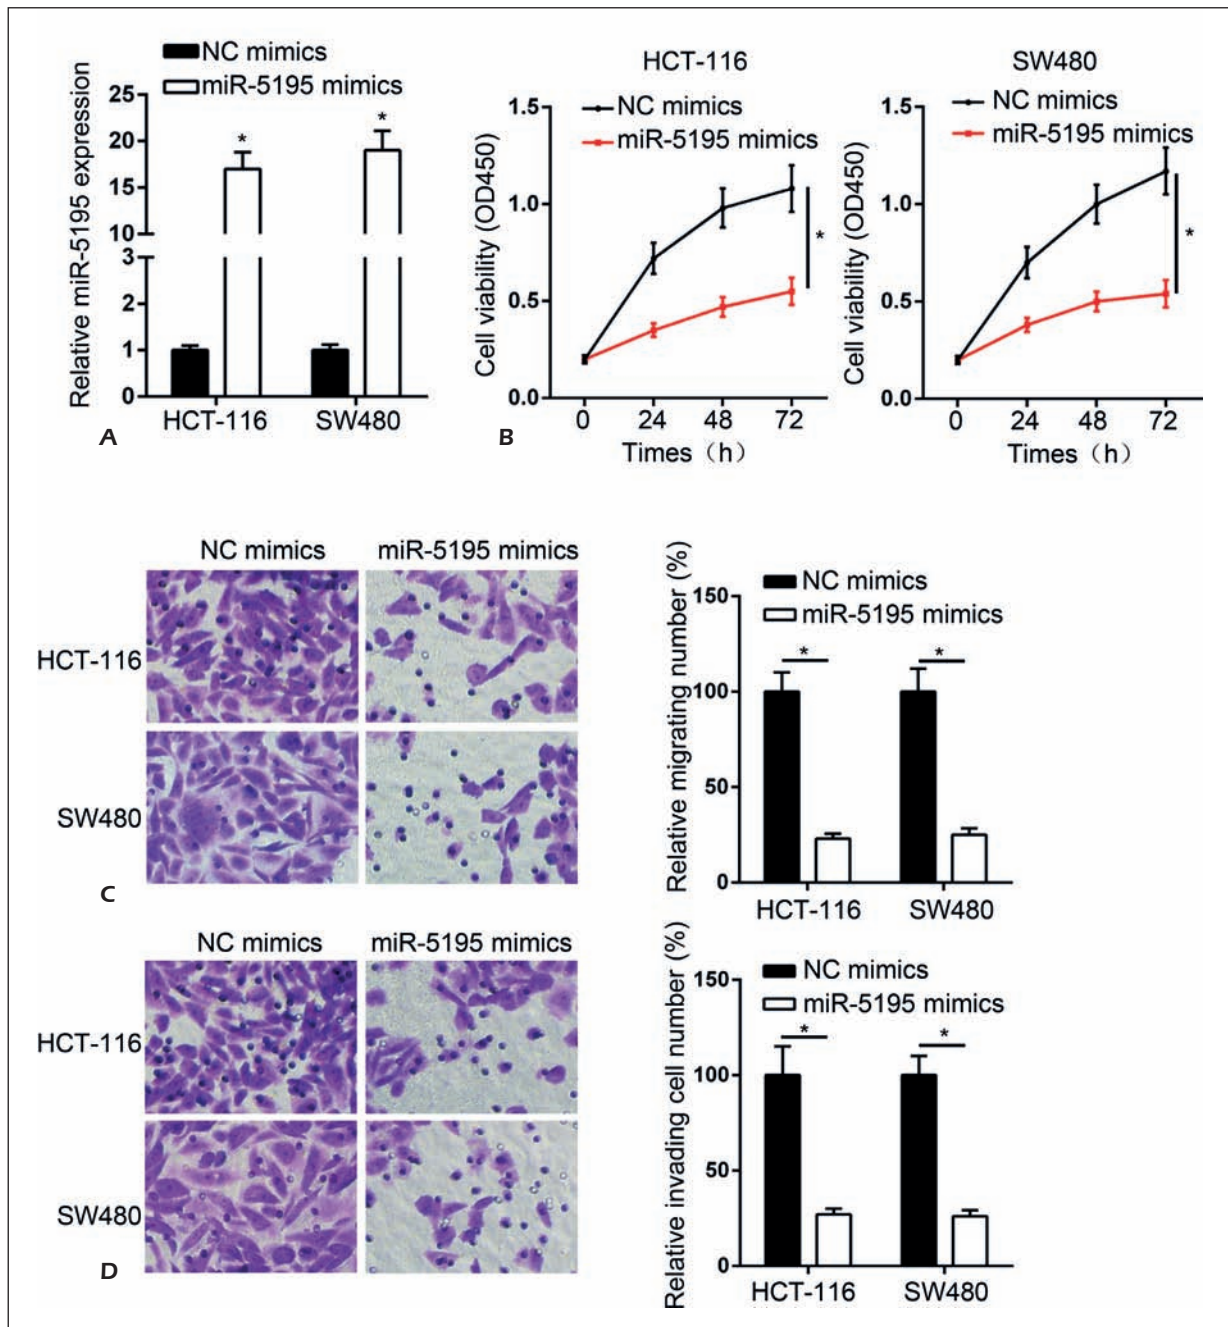 NC mimics
miR-5195 mimics
Relative miR-5195 expression
25
20
15
10
3
2
1
0
*
*
HCT-116
SW480
A
HCT-116
NC mimics
miR-5195 mimics
Cell viability (OD450)
1.5
1.0
0.5
0.0
*
0
24
48
72
Times（h）
B
SW480
NC mimics
miR-5195 mimics
Cell viability (OD450)
1.5
1.0
0.5
0.0
*
0
24
48
72
Times（h）
NC mimics
miR-5195 mimics
HCT-116
SW480
C
Relative migrating number (%)
NC mimics
miR-5195 mimics
150
100
50
0
*
*
HCT-116
SW480
NC mimics
miR-5195 mimics
HCT-116
SW480
D
Relative invading cell number (%)
NC mimics
miR-5195 mimics
150
100
50
0
*
*
HCT-116
SW480